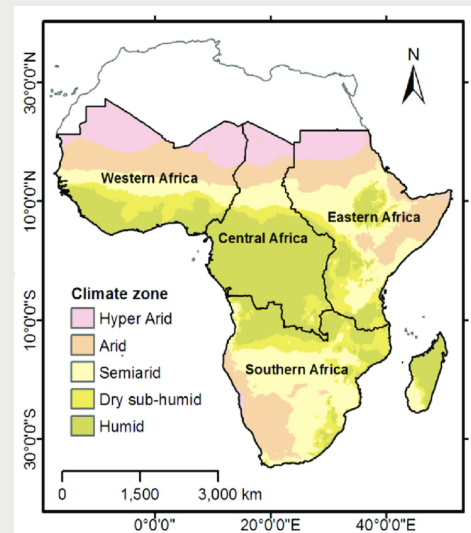 N
30°0'0"N
10°0'0"N
10°0'0"S
30°0'0"S
Western Africa
Eastern Africa
Central Africa
Southern Africa
Climate zone
Hyper Arid
Arid
Semiarid
Dry sub-humid
Humid
0 1,500 3,000 km
0°0'0" 20°0'0"E 40°0'0"E